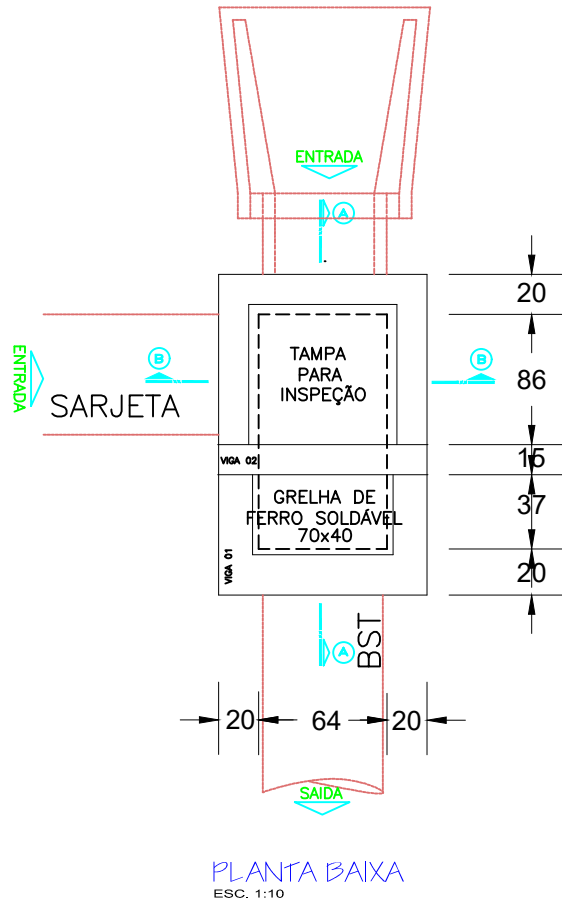 ENTRADA
A
20
TAMPA
PARA
INSPEÇÃO
B
B
ENTRADA
86
SARJETA
VIGA 02
15
GRELHA DE
FERRO SOLDÁVEL
70x40
37
VIGA 01
20
A
BST
20
64
20
SAIDA
PLANTA BAIXA
ESC. 1:10